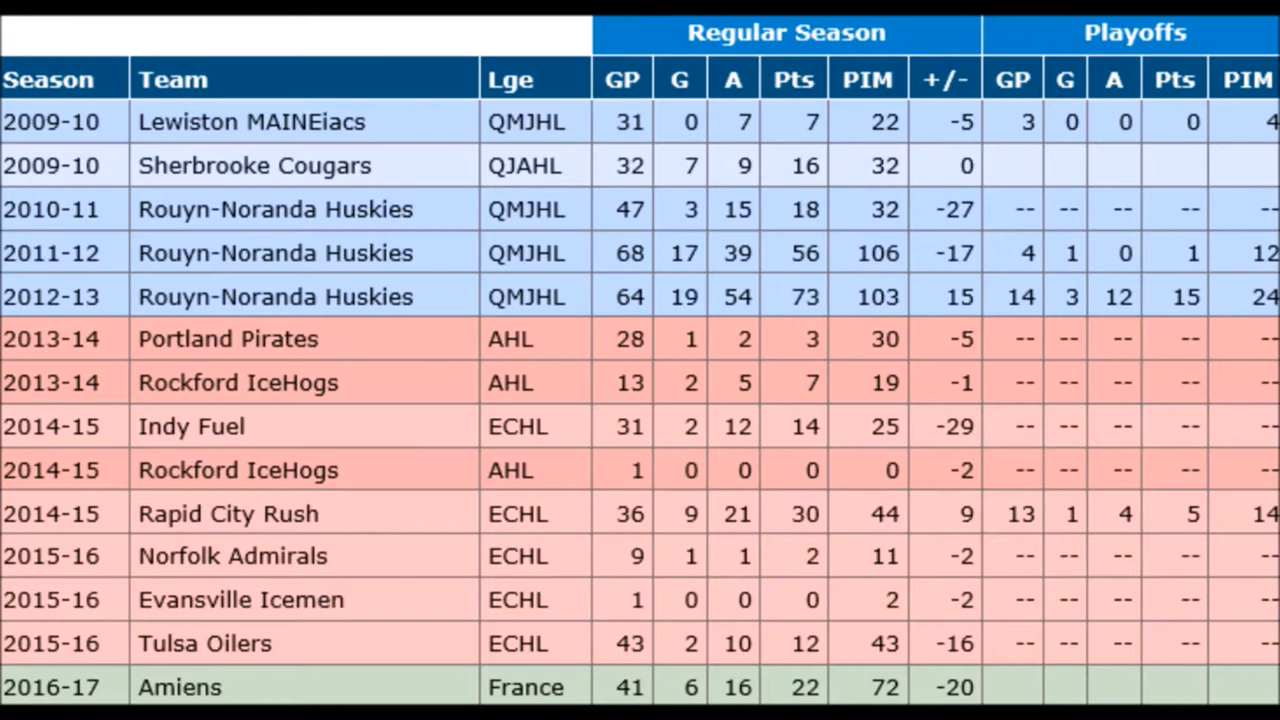 Regular Season Playoffs
Season Team Lge GP G A Pts PIM +/- GP G A Pts PIM
2009-10 Lewiston MAINEiacs QMJHL 31 0 7 7 22 -5 3 0 0 0 4
2009-10 Sherbrooke Cougars QJAHL 32 7 9 16 32 0
2010-11 Rouyn-Noranda Huskies QMJHL 47 3 15 18 32 -27 -- -- -- -- --
2011-12 Rouyn-Noranda Huskies QMJHL 68 17 39 56 106 -17 4 1 0 1 12
2012-13 Rouyn-Noranda Huskies QMJHL 64 19 54 73 103 15 14 3 12 15 24
2013-14 Portland Pirates AHL 28 1 2 3 30 -5 -- -- -- -- --
2013-14 Rockford IceHogs AHL 13 2 5 7 19 -1 -- -- -- -- --
2014-15 Indy Fuel ECHL 31 2 12 14 25 -29 -- -- -- -- --
2014-15 Rockford IceHogs AHL 1 0 0 0 0 -2 -- -- -- -- --
2014-15 Rapid City Rush ECHL 36 9 21 30 44 9 13 1 4 5 14
2015-16 Norfolk Admirals ECHL 9 1 1 2 11 -2 -- -- -- -- --
2015-16 Evansville Icemen ECHL 1 0 0 0 2 -2 -- -- -- -- --
2015-16 Tulsa Oilers ECHL 43 2 10 12 43 -16 -- -- -- -- --
2016-17 Amiens France 41 6 16 22 72 -20